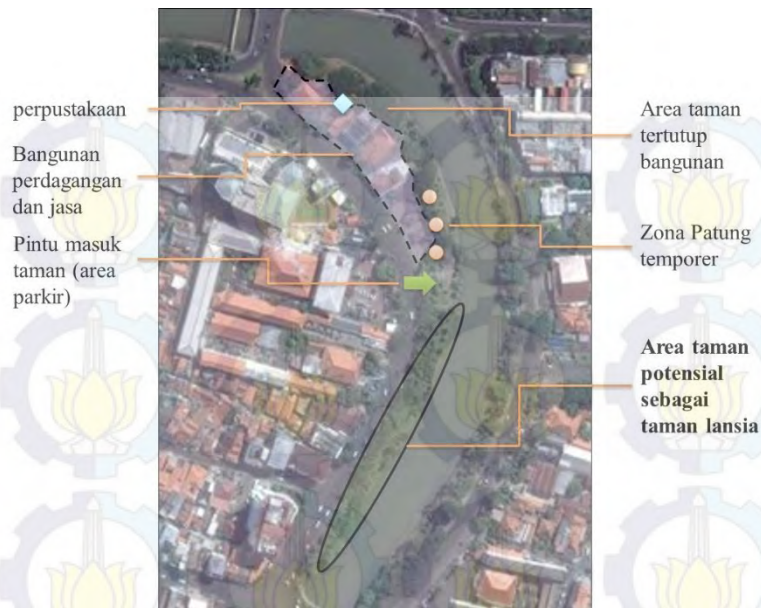 perpustakaan
Bangunan
perdagangan
dan jasa
Pintu masuk
taman (area
parkir)
Area taman
tertutup
bangunan
Zona Patung
temporer
Area taman
potensial
sebagai
taman lansia